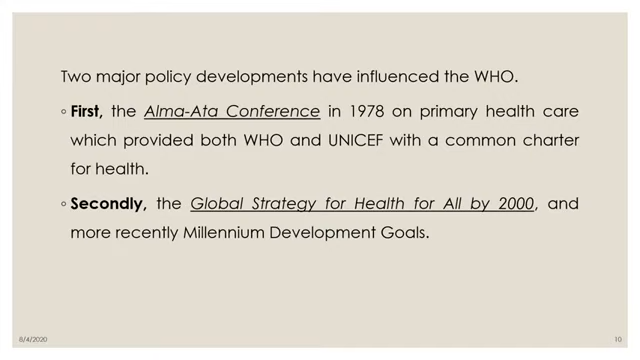 Two major policy developments have influenced the WHO.
◦ First, the Alma-Ata Conference in 1978 on primary health care
which provided both WHO and UNICEF with a common charter
for health.
◦ Secondly, the Global Strategy for Health for All by 2000, and
more recently Millennium Development Goals.
8/4/2020
10